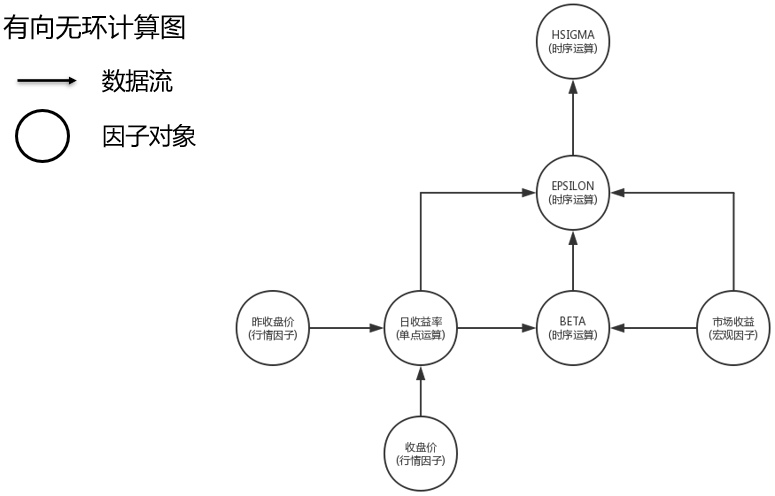 有向无环计算图
数据流
因子对象
HSIGMA
(时序运算)
EPSILON
(时序运算)
昨收盘价
(行情因子)
日收益率
(单点运算)
BETA
(时序运算)
市场收益
(宏观因子)
收盘价
(行情因子)